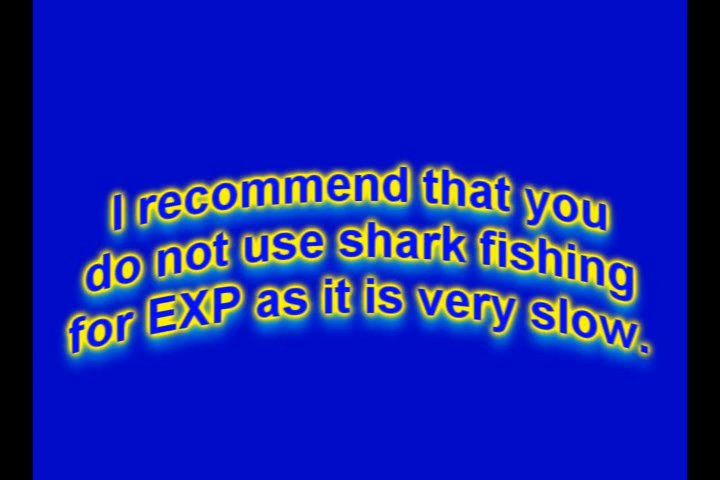 I recommend that you
do not use shark fishing
for EXP as it is very slow.